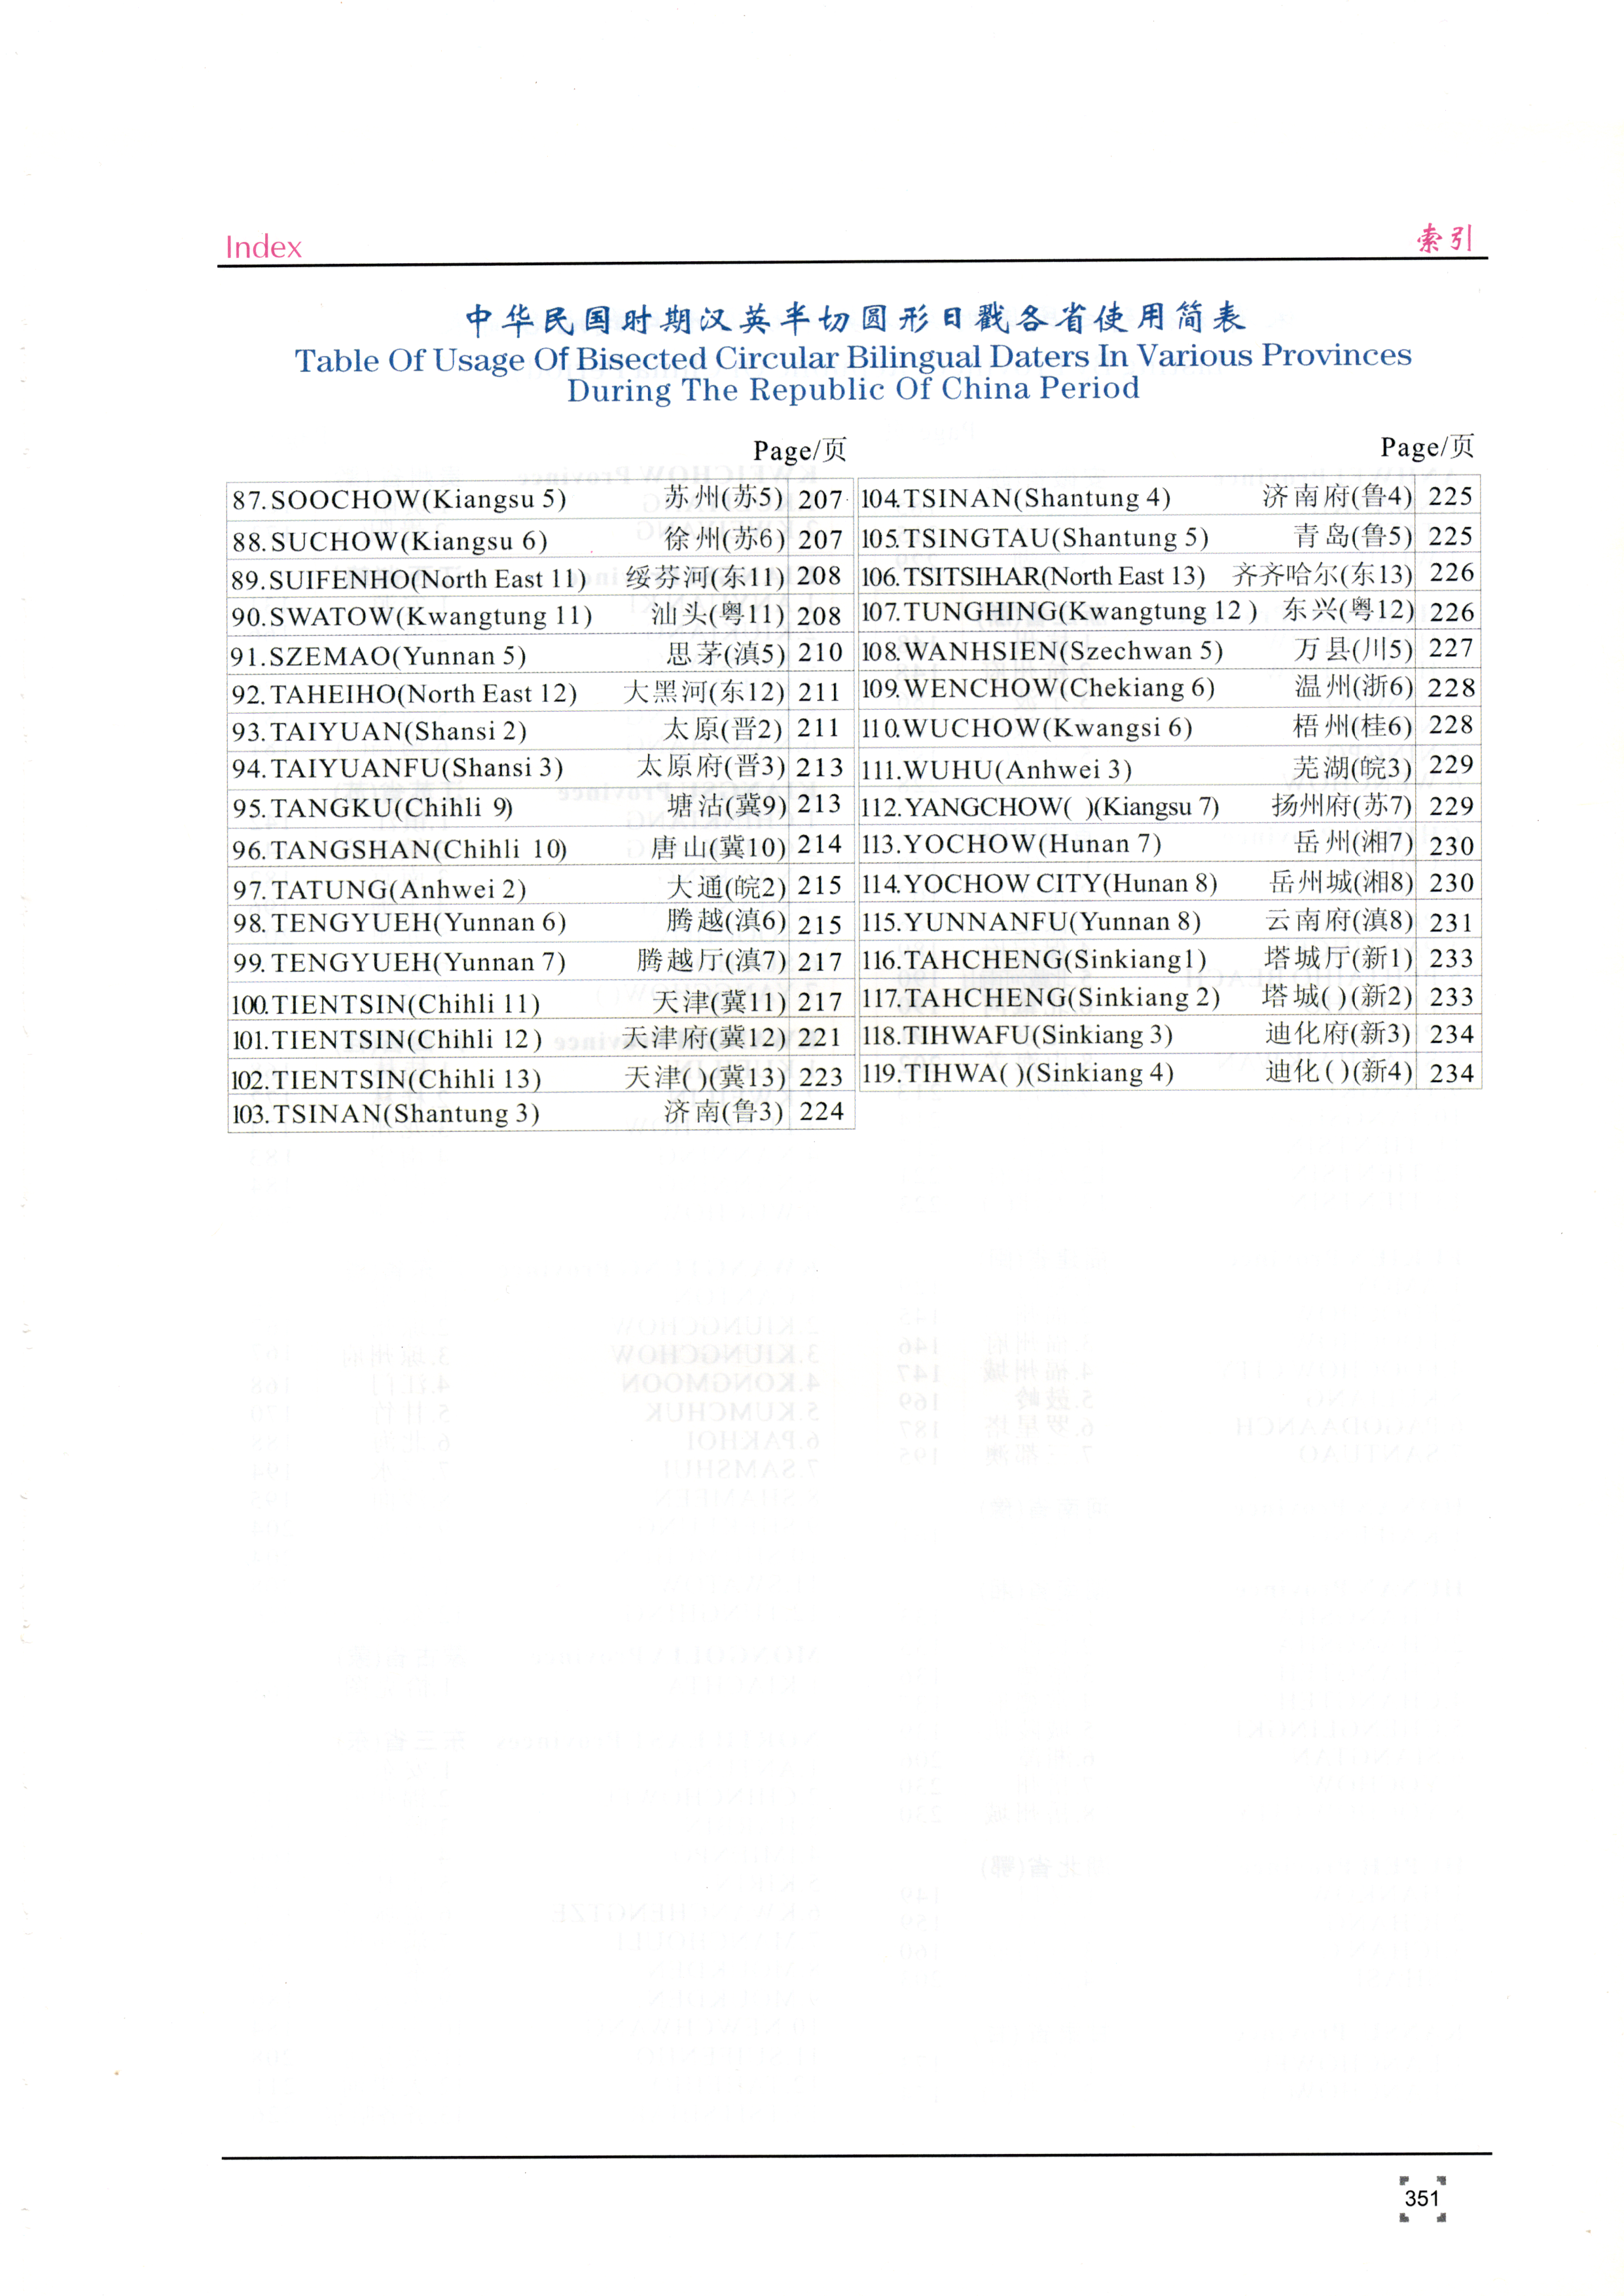 Index
索引
中华民国时期汉英半切圆形日戳各省使用简表
Table Of Usage Of Bisected Circular Bilingual Daters In Various Provinces
During The Republic Of China Period
Page/页
87.SOOCHOW(Kiangsu 5) 苏州(苏5) 207
88.SUCHOW(Kiangsu 6) 徐州(苏6) 207
89.SUIFENHO(North East 11) 绥芬河(东11) 208
90.SWATOW(Kwangtung 11) 汕头(粤11) 208
91.SZEMAO(Yunnan 5) 思茅(滇5) 210
92.TAHEIHO(North East 12) 大黑河(东12) 211
93.TAIYUAN(Shansi 2) 太原(晋2) 211
94.TAIYUANFU(Shansi 3) 太原府(晋3) 213
95.TANGKU(Chihli 9) 塘沽(冀9) 213
96.TANGSHAN(Chihli 10) 唐山(冀10) 214
97.TATUNG(Anhwei 2) 大通(皖2) 215
98.TENGYUEH(Yunnan 6) 腾越(滇6) 215
99.TENGYUEH(Yunnan 7) 腾越厅(滇7) 217
100.TIENTSIN(Chihli 11) 天津(冀11) 217
101.TIENTSIN(Chihli 12) 天津府(冀12) 221
102.TIENTSIN(Chihli 13) 天津( )(冀13) 223
103.TSINAN(Shantung 3) 济南(鲁3) 224
Page/页
104.TSINAN(Shantung 4) 济南府(鲁4) 225
105.TSINGTAU(Shantung 5) 青岛(鲁5) 225
106.TSITSIHAR(North East 13) 齐齐哈尔(东13) 226
107.TUNGHING(Kwangtung 12 ) 东兴(粤12) 226
108.WANHSIEN(Szechwan 5) 万县(川5) 227
109.WENCHOW(Chekiang 6) 温州(浙6) 228
110.WUCHOW(Kwangsi 6) 梧州(桂6) 228
111.WUHU(Anhwei 3) 芜湖(皖3) 229
112.YANGCHOW( )(Kiangsu 7) 扬州府(苏7) 229
113.YOCHOW(Hunan 7) 岳州(湘7) 230
114.YOCHOW CITY(Hunan 8) 岳州城(湘8) 230
115.YUNNANFU(Yunnan 8) 云南府(滇8) 231
116.TAHCHENG(Sinkiang1) 塔城厅(新1) 233
117.TAHCHENG(Sinkiang 2) 塔城( )(新2) 233
118.TIHWAFU(Sinkiang 3) 迪化府(新3) 234
119.TIHWA( )(Sinkiang 4) 迪化( )(新4) 234
351